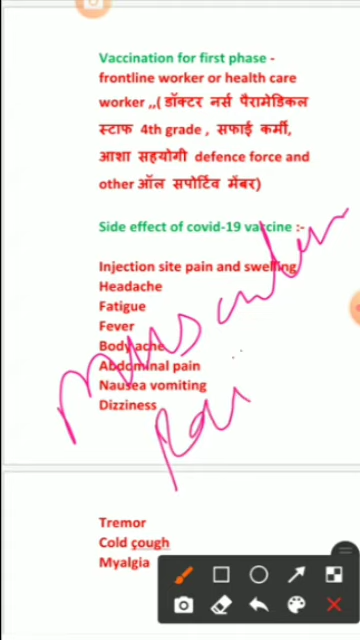 Vaccination for first phase -
frontline worker or health care
worker ,,( डॉक्टर नर्स पैरामेडिकल
स्टाफ 4th grade , सफाई कर्मी,
आशा सहयोगी defence force and
other ऑल सपोर्टिव मेंबर)
Side effect of covid-19 vaccine :-
Injection site pain and swelling
Headache
Fatigue
Fever
Body ache
Abdominal pain
Nausea vomiting
Dizziness
Tremor
Cold çough
Myalgia